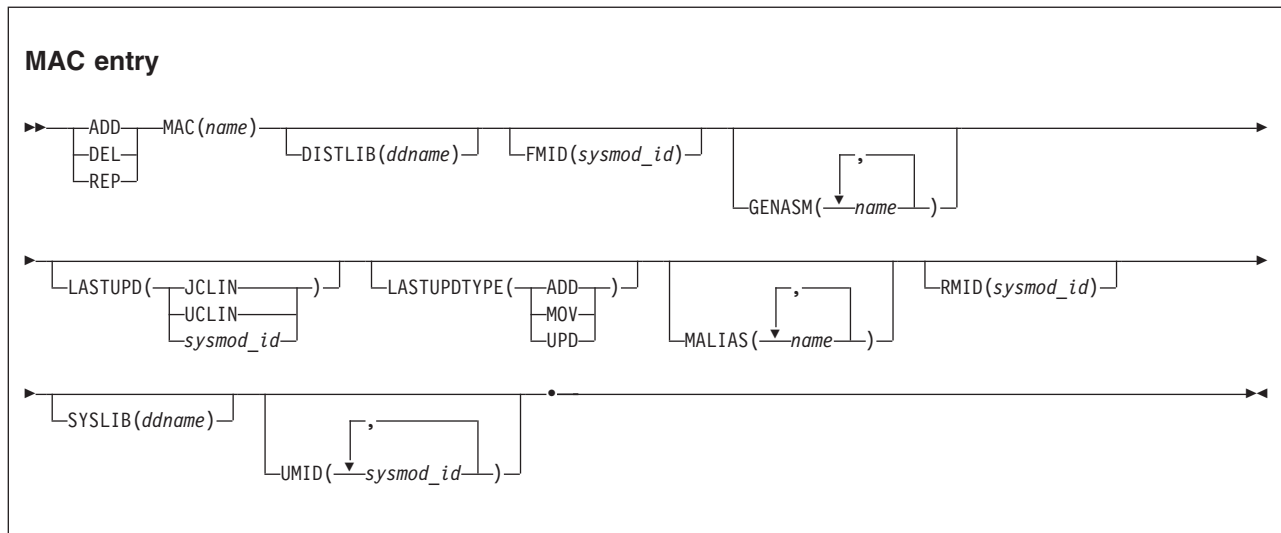 MAC entry
ADD MAC(name)
DEL
REP
DISTLIB(ddname)
FMID(sysmod_id)
,
GENASM( name )
LASTUPD( JCLIN )
UCLIN
sysmod_id
LASTUPDTYPE( ADD )
MOV
UPD
,
MALIAS( name )
RMID(sysmod_id)
SYSLIB(ddname)
,
UMID( sysmod_id )
.